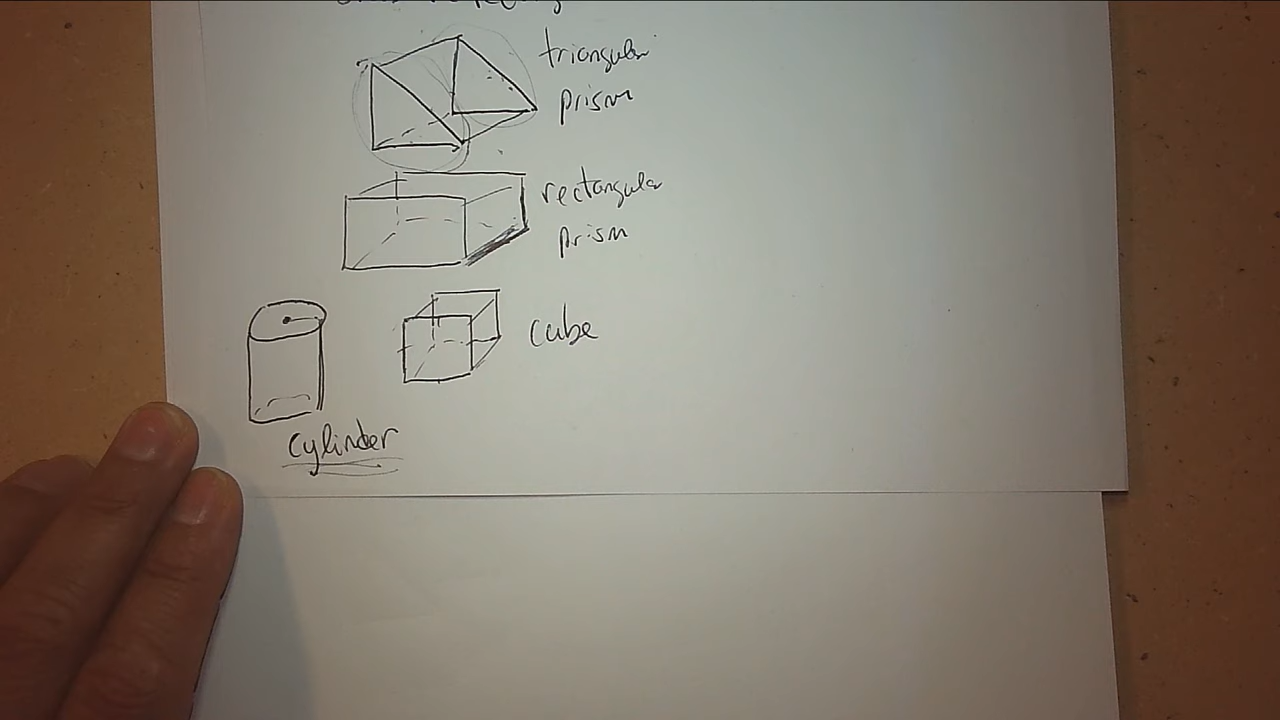 triangular
prism
rectangular
prism
cube
cylinder